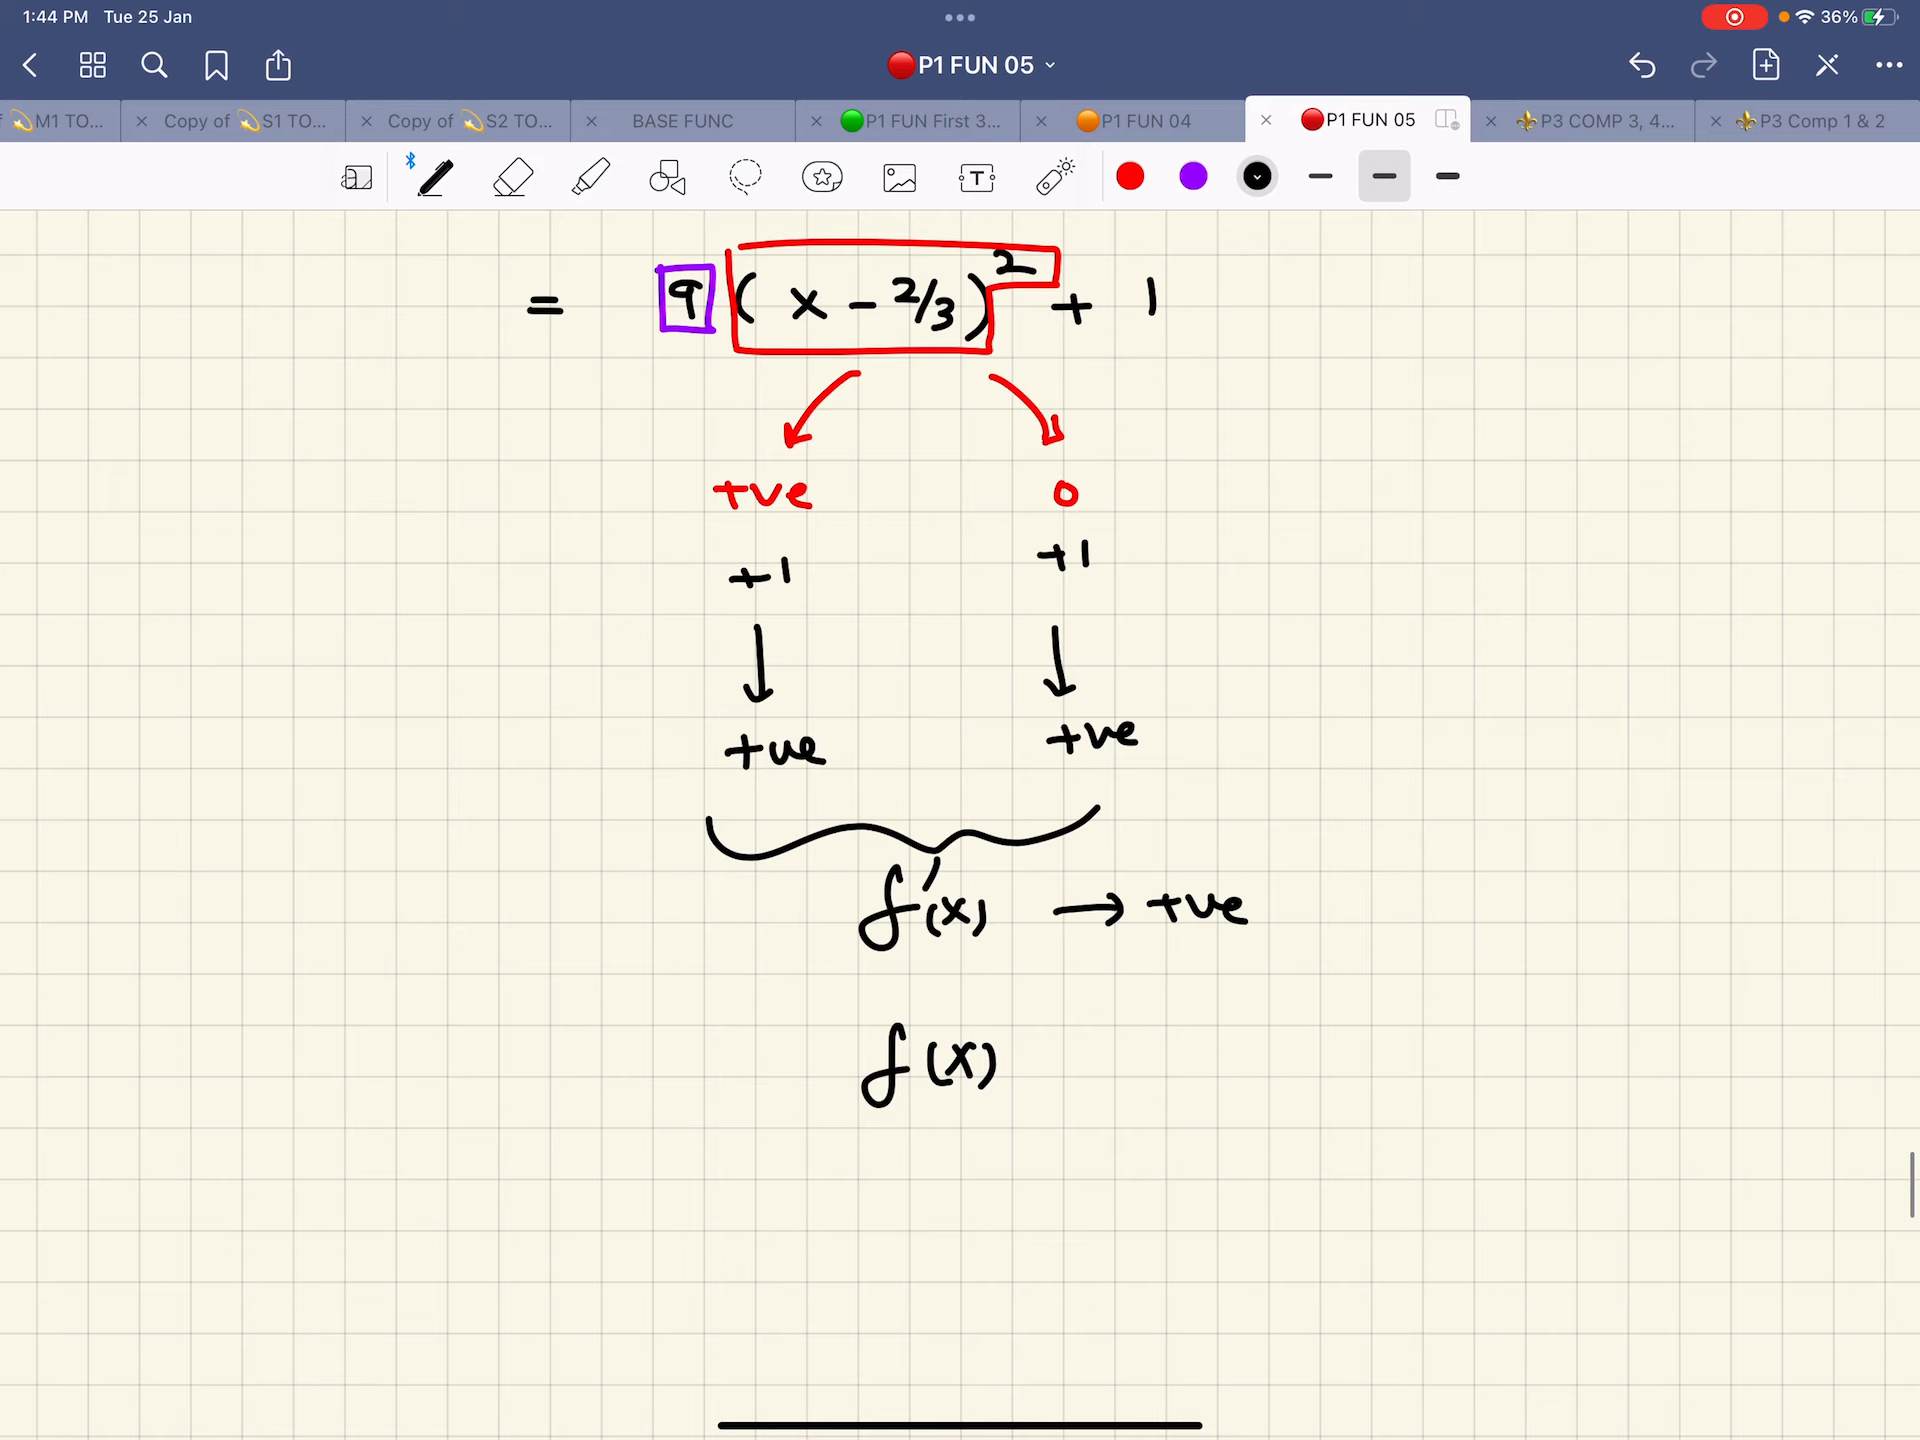 1:44 PM Tue 25 Jan
36%
P1 FUN 05
M1 TO...
Copy of S1 TO...
Copy of S2 TO...
BASE FUNC
P1 FUN First 3...
P1 FUN 04
P1 FUN 05
P3 COMP 3, 4...
P3 Comp 1 & 2
= 9 ( x - 2/3 )² + 1
+ve 0
+1 +1
+ve +ve
f'(x) → +ve
f(x)